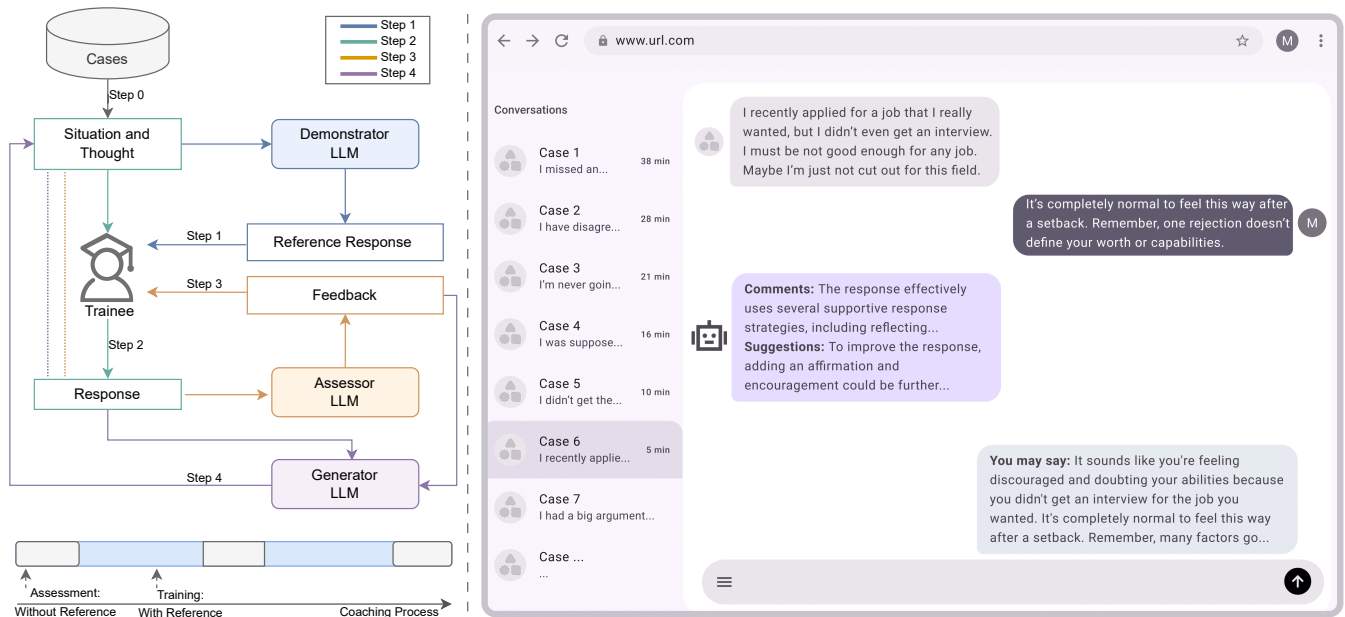 Cases
Step 0
Step 1
Step 2
Step 3
Step 4
Situation and
Thought
Demonstrator
LLM
Step 1
Reference Response
Step 3
Feedback
Trainee
Step 2
Response
Assessor
LLM
Step 4
Generator
LLM
Assessment:
Without Reference
Training:
With Reference
Coaching Process
www.url.com
M
Conversations
Case 1
I missed an...
38 min
Case 2
I have disagre...
28 min
Case 3
I'm never goin...
21 min
Case 4
I was suppose...
16 min
Case 5
I didn't get the...
10 min
Case 6
I recently applie...
5 min
Case 7
I had a big argument...
Case ...
...
I recently applied for a job that I really
wanted, but I didn't even get an interview.
I must be not good enough for any job.
Maybe I'm just not cut out for this field.
It's completely normal to feel this way after
a setback. Remember, one rejection doesn't
define your worth or capabilities.
M
Comments: The response effectively
uses several supportive response
strategies, including reflecting...
Suggestions: To improve the response,
adding an affirmation and
encouragement could be further...
You may say: It sounds like you're feeling
discouraged and doubting your abilities because
you didn't get an interview for the job you
wanted. It's completely normal to feel this way
after a setback. Remember, many factors go...